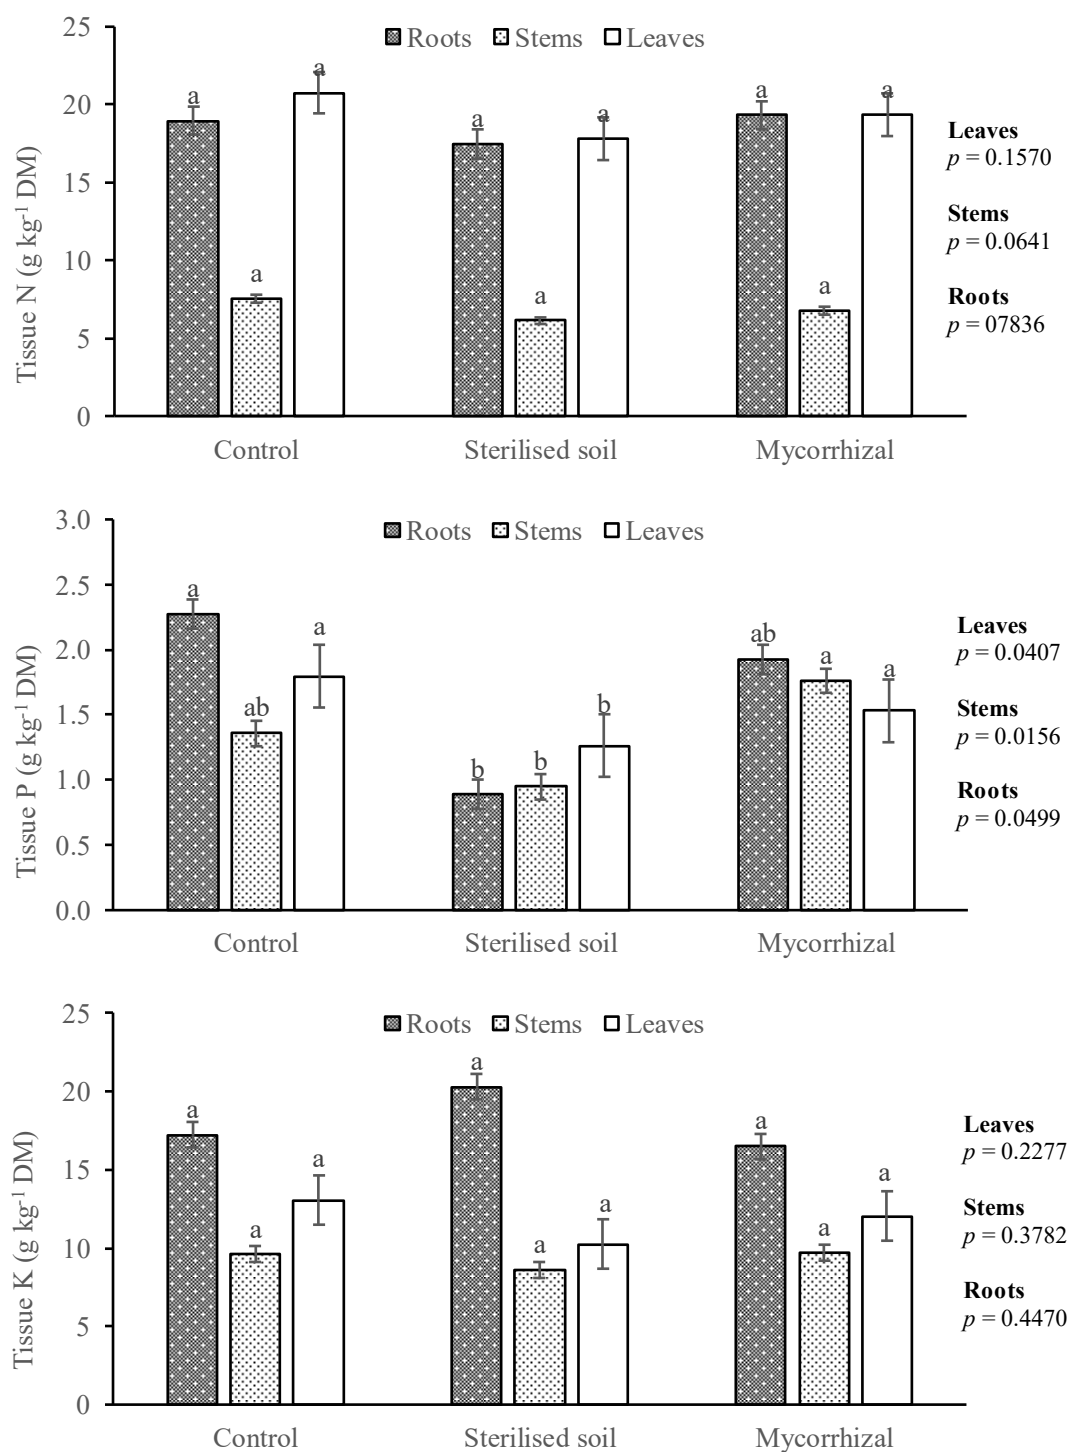 Roots Stems Leaves
25
20
15
10
5
0
Tissue N (g kg-1 DM)
a a a a a a a a a
Control Sterilised soil Mycorrhizal
Leaves
p = 0.1570
Stems
p = 0.0641
Roots
p = 07836
Roots Stems Leaves
3.0
2.5
2.0
1.5
1.0
0.5
0.0
Tissue P (g kg-1 DM)
a ab a b b b ab a a
Control Sterilised soil Mycorrhizal
Leaves
p = 0.0407
Stems
p = 0.0156
Roots
p = 0.0499
Roots Stems Leaves
25
20
15
10
5
0
Tissue K (g kg-1 DM)
a a a a a a a a a
Control Sterilised soil Mycorrhizal
Leaves
p = 0.2277
Stems
p = 0.3782
Roots
p = 0.4470